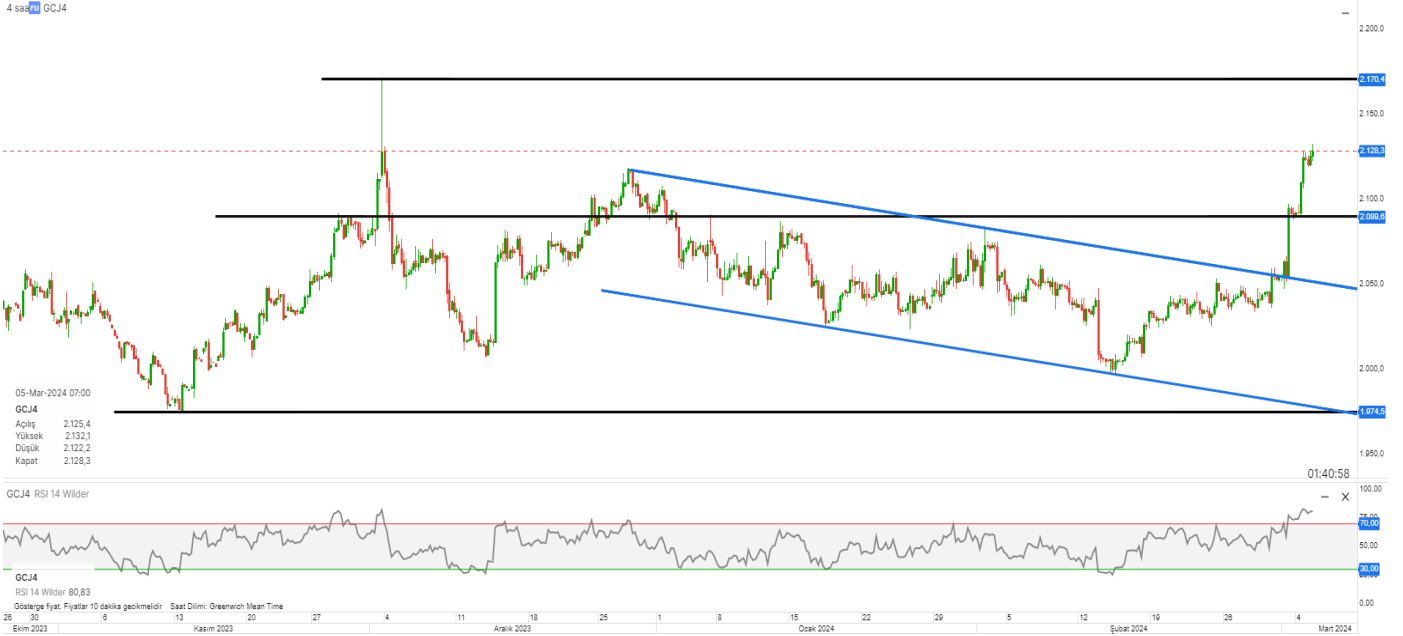 4 saa ru GCJ4
2.200,0
2.170,4
2.150,0
2.128,3
2.100,0
2.089,6
2.050,0
2.000,0
1.974,5
1.950,0
05-Mar-2024 07:00
GCJ4
Açılış 2.125,4
Yüksek 2.132,1
Düşük 2.122,2
Kapat 2.128,3
01:40:58
GCJ4 RSI 14 Wilder
100,00
70,00
50,00
30,00
0,00
GCJ4
RSI 14 Wilder 80,83
Gösterge fiyat. Fiyatlar 10 dakika gecikmelidir Saat Dilimi: Greenwich Mean Time
26 30 6 13 20 27 4 11 18 25 1 8 15 22 29 5 12 19 26 4
Ekim 2023 Kasım 2023 Aralık 2023 Ocak 2024 Şubat 2024 Mart 2024